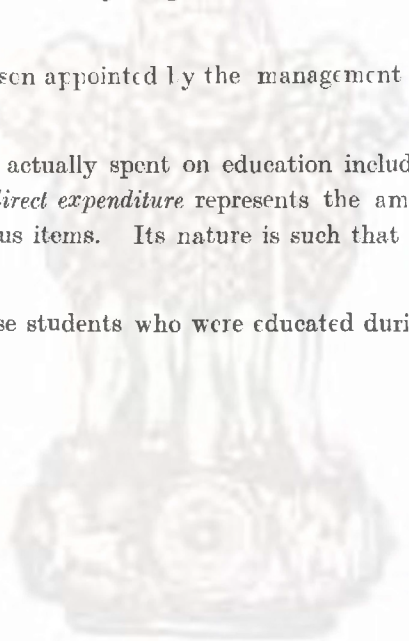 appointed by the management
actually spent on education includ
direct expenditure represents the am
us items. Its nature is such that
se students who were educated duri